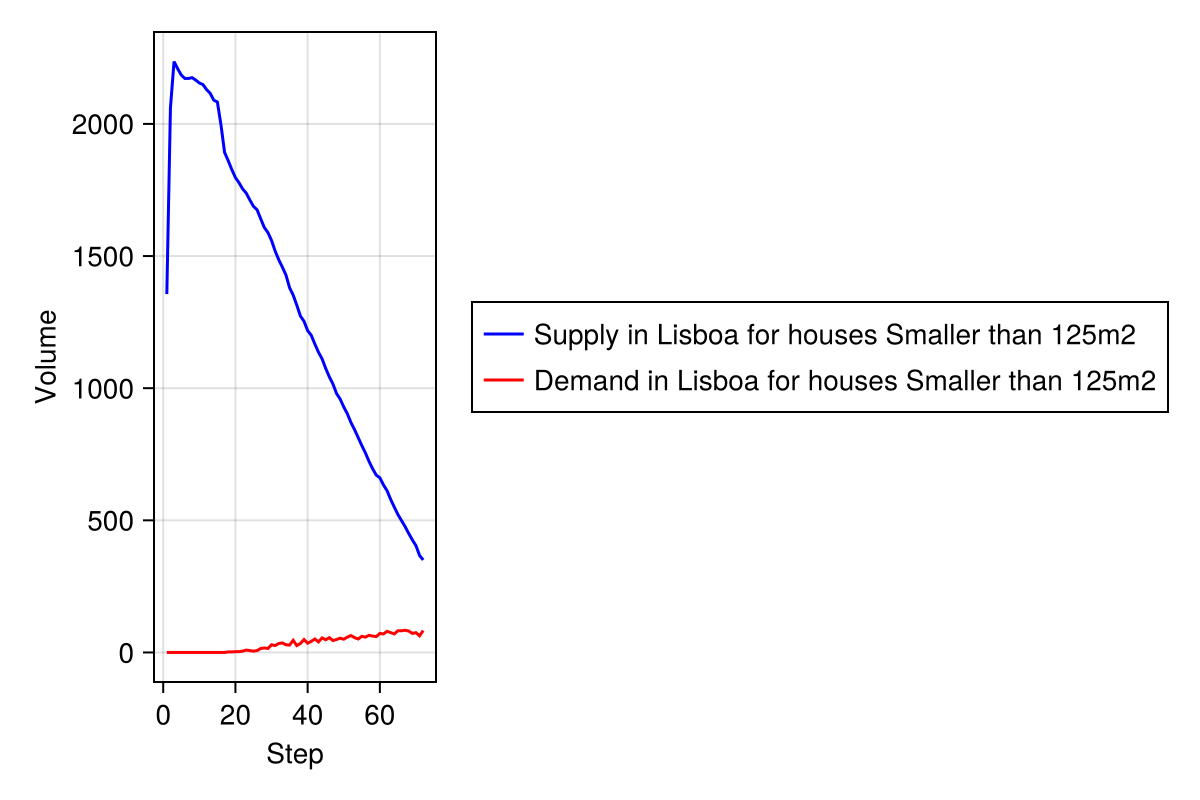 Volume
2000
1500
1000
500
0
0 20 40 60
Step
Supply in Lisboa for houses Smaller than 125m2
Demand in Lisboa for houses Smaller than 125m2